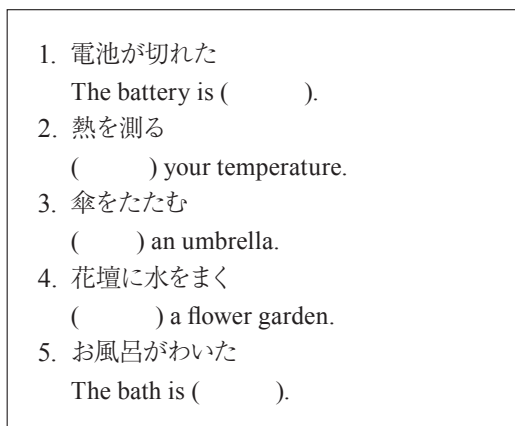 1. 電池が切れた
The battery is (          ).
2. 熱を測る
(          ) your temperature.
3. 傘をたたむ
(          ) an umbrella.
4. 花壇に水をまく
(          ) a flower garden.
5. お風呂がわいた
The bath is (          ).